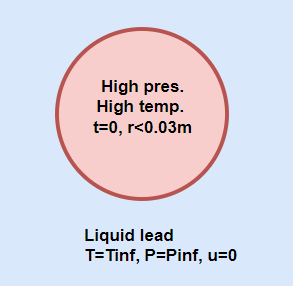 High pres.
High temp.
t=0, r<0.03m
Liquid lead
T=Tinf, P=Pinf, u=0